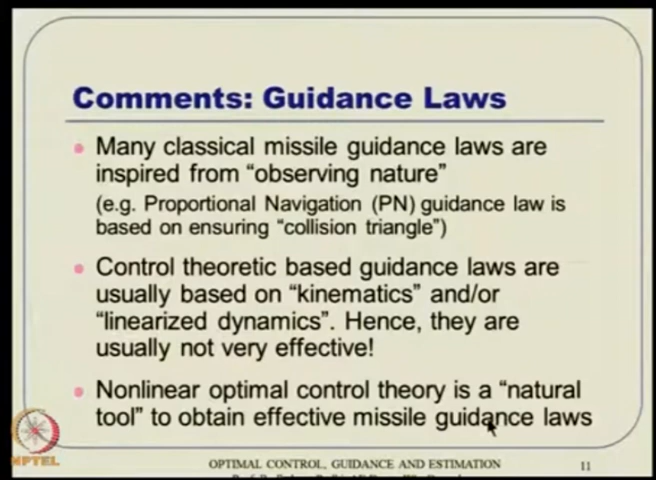 Comments: Guidance Laws
Many classical missile guidance laws are
inspired from “observing nature”
(e.g. Proportional Navigation (PN) guidance law is
based on ensuring “collision triangle”)
Control theoretic based guidance laws are
usually based on “kinematics” and/or
“linearized dynamics”. Hence, they are
usually not very effective!
Nonlinear optimal control theory is a “natural
tool” to obtain effective missile guidance laws
NPTEL
OPTIMAL CONTROL, GUIDANCE AND ESTIMATION
11